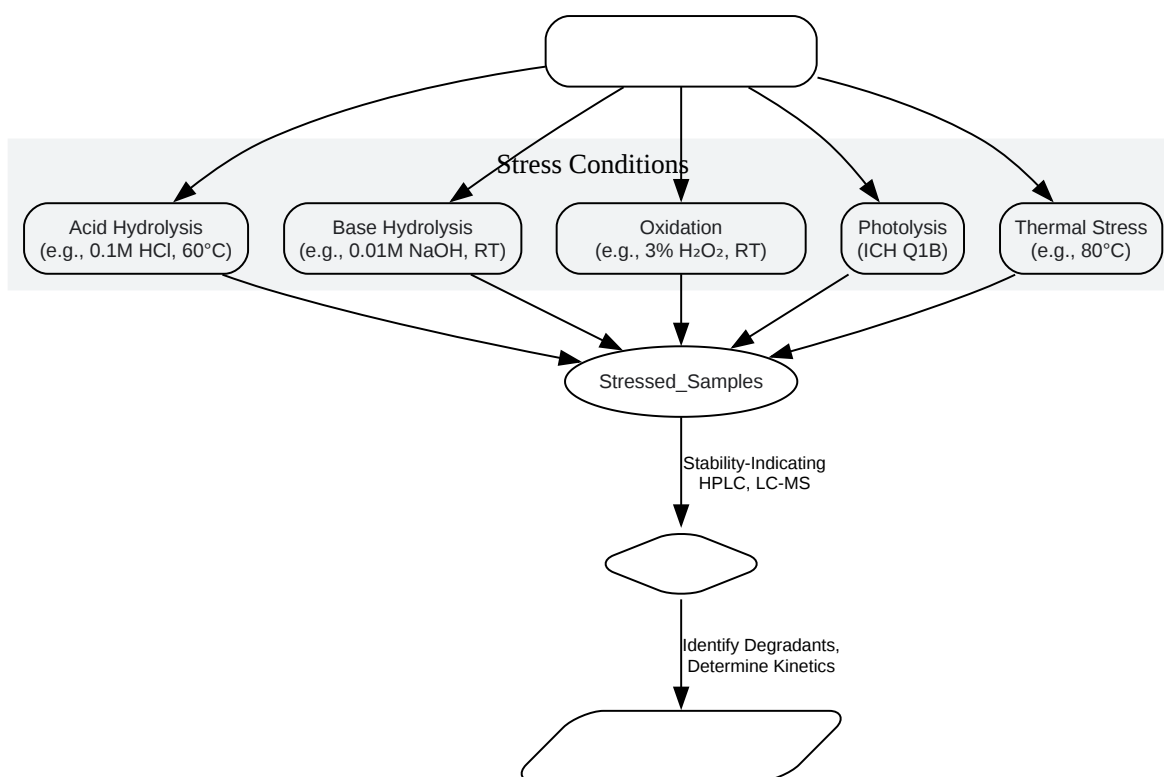 Stress Conditions
Acid Hydrolysis
(e.g., 0.1M HCl, 60°C)
Base Hydrolysis
(e.g., 0.01M NaOH, RT)
Oxidation
(e.g., 3% H₂O₂, RT)
Photolysis
(ICH Q1B)
Thermal Stress
(e.g., 80°C)
Stressed_Samples
Stability-Indicating
HPLC, LC-MS
Identify Degradants,
Determine Kinetics